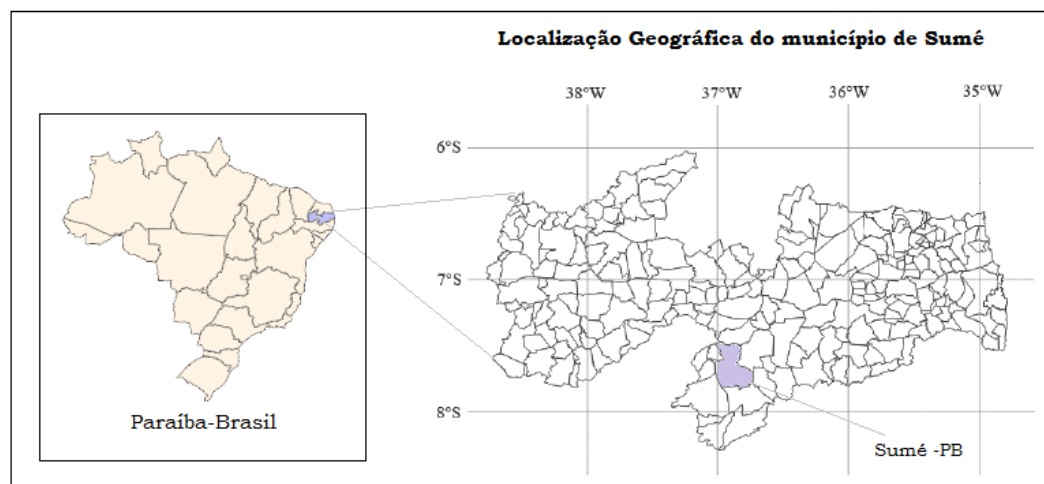 Localização Geográfica do município de Sumé
38°W 37°W 36°W 35°W
6°S
7°S
8°S
Paraíba-Brasil
Sumé -PB